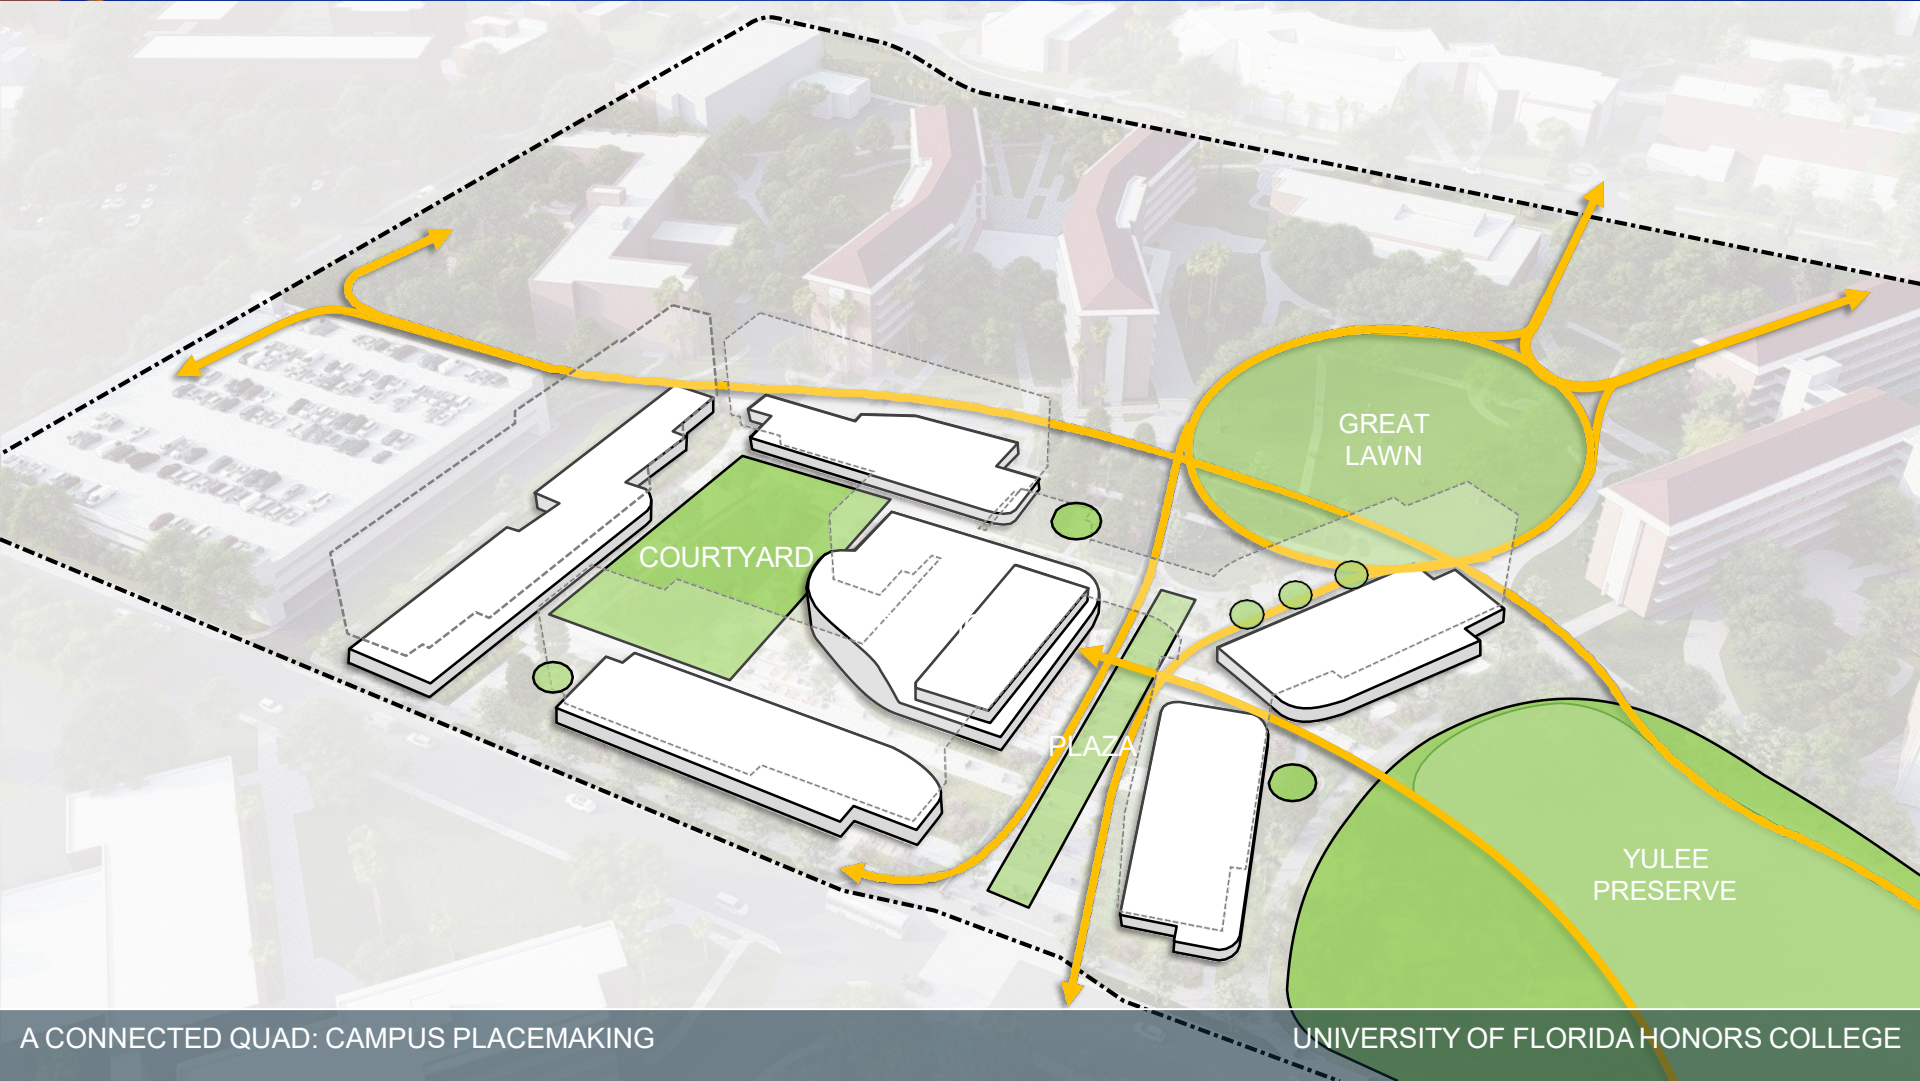 GREAT
LAWN
COURTYARD
PLAZA
YULEE
PRESERVE
A CONNECTED QUAD: CAMPUS PLACEMAKING
UNIVERSITY OF FLORIDA HONORS COLLEGE